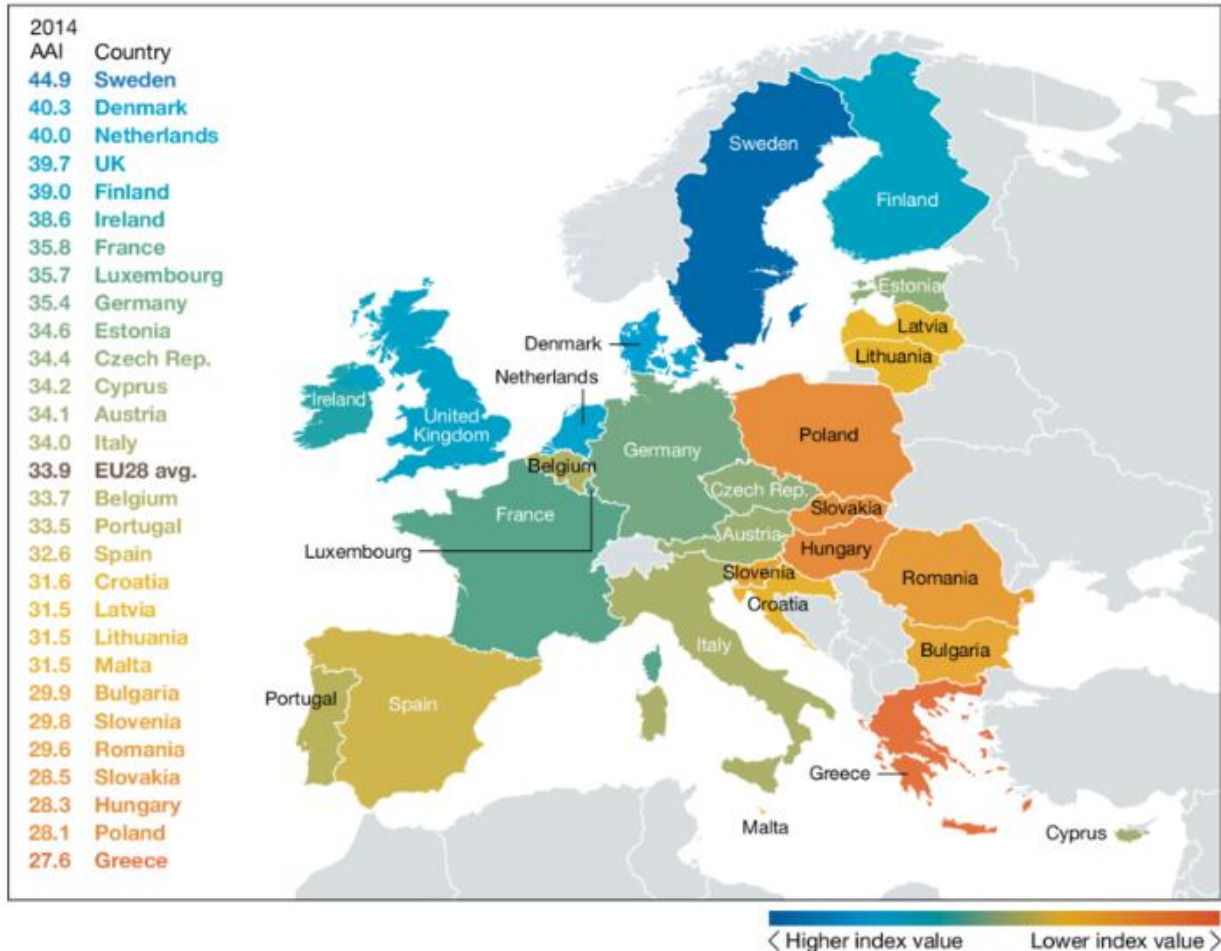 2014
AAI Country
44.9 Sweden
40.3 Denmark
40.0 Netherlands
39.7 UK
39.0 Finland
38.6 Ireland
35.8 France
35.7 Luxembourg
35.4 Germany
34.6 Estonia
34.4 Czech Rep.
34.2 Cyprus
34.1 Austria
34.0 Italy
33.9 EU28 avg.
33.7 Belgium
33.5 Portugal
32.6 Spain
31.6 Croatia
31.5 Latvia
31.5 Lithuania
31.5 Malta
29.9 Bulgaria
29.8 Slovenia
29.6 Romania
28.5 Slovakia
28.3 Hungary
28.1 Poland
27.6 Greece
Sweden
Finland
Estonia
Latvia
Lithuania
Denmark
Netherlands
Ireland
United
Kingdom
Belgium
Germany
Poland
Czech Rep.
Slovakia
France
Austria
Luxembourg
Hungary
Slovenia
Romania
Croatia
Italy
Bulgaria
Portugal
Spain
Greece
Malta
Cyprus
< Higher index value
Lower index value >